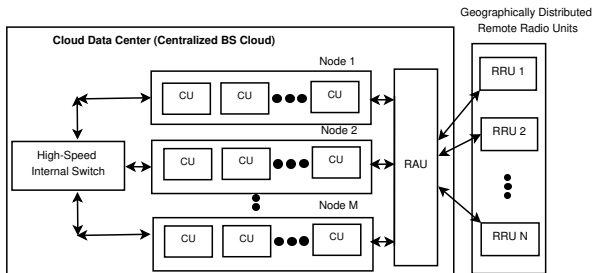 Geographically Distributed
Remote Radio Units
Cloud Data Center (Centralized BS Cloud)
Node 1
CU CU CU
Node 2
CU CU CU
Node M
CU CU CU
High-Speed
Internal Switch
RAU
RRU 1
RRU 2
RRU N